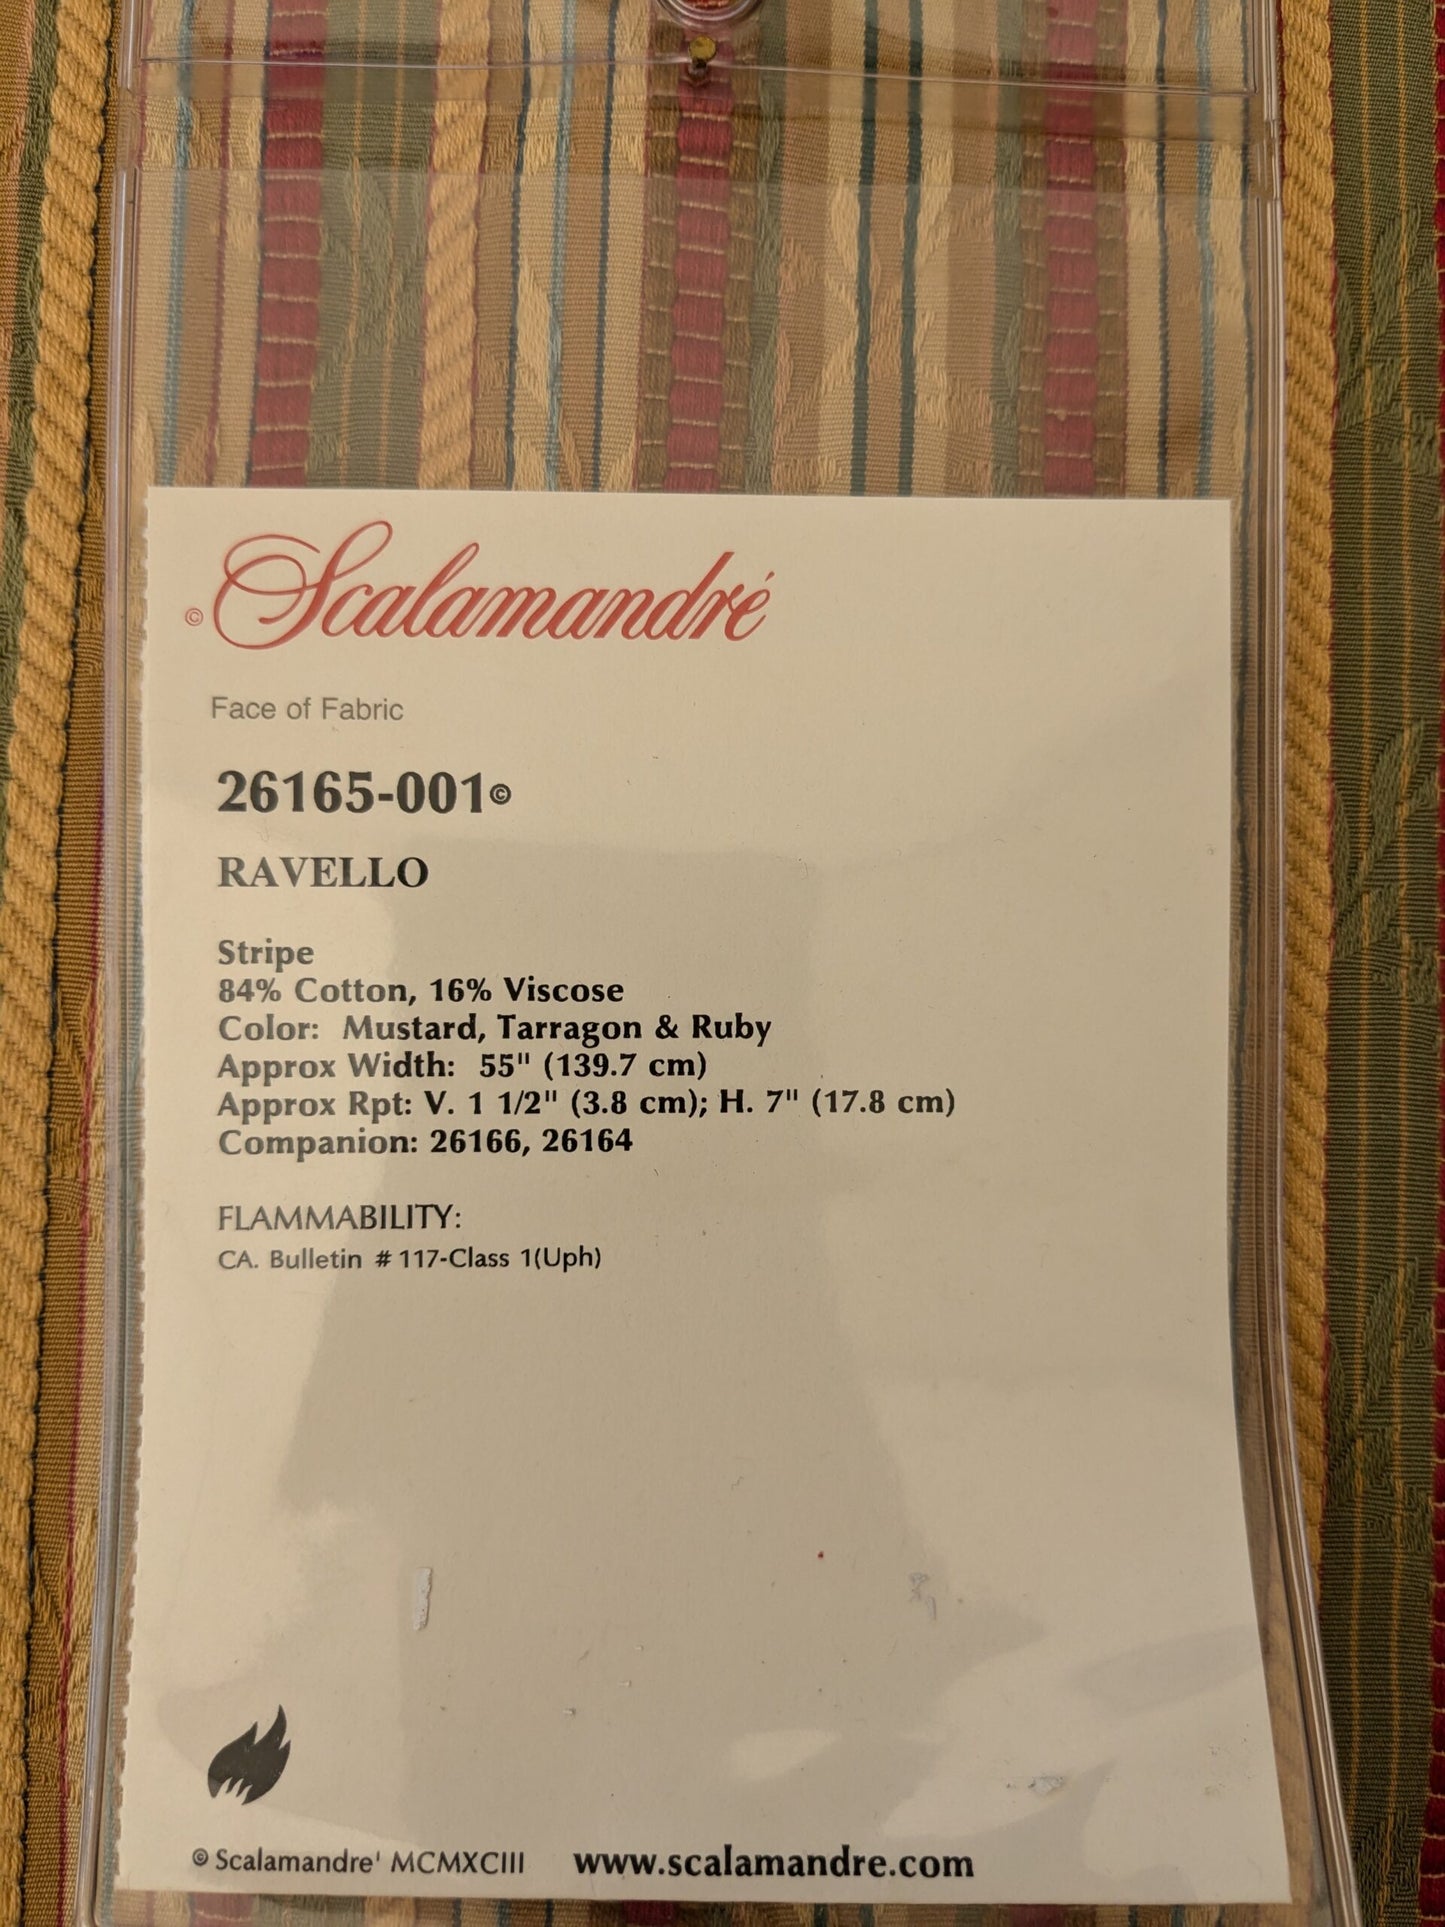 © Scalamandré
Face of Fabric
26165-001©
RAVELLO
Stripe
84% Cotton, 16% Viscose
Color: Mustard, Tarragon & Ruby
Approx Width: 55" (139.7 cm)
Approx Rpt: V. 1 1/2" (3.8 cm); H. 7" (17.8 cm)
Companion: 26166, 26164
FLAMMABILITY:
CA. Bulletin # 117-Class 1(Uph)
© Scalamandre' MCMXCIII www.scalamandre.com